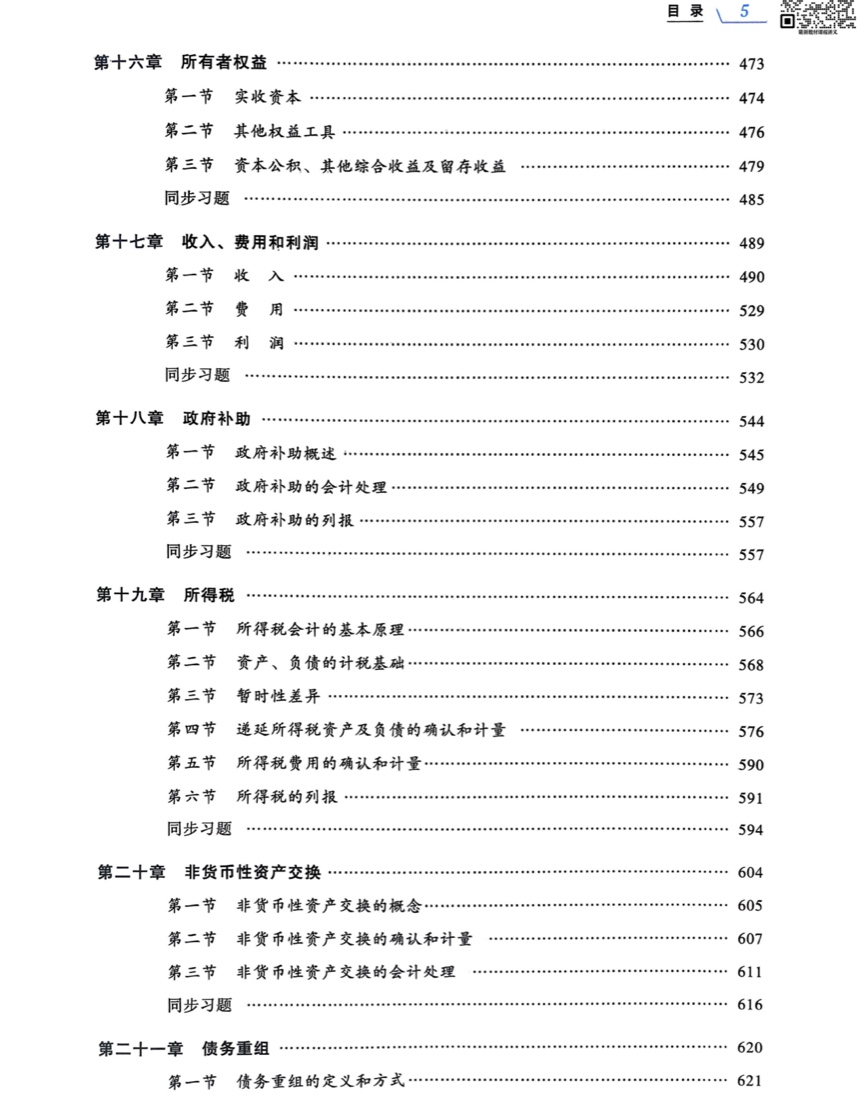 目 录 5
最新教材课程讲义
第十六章 所有者权益 …… 473
第一节 实收资本 …… 474
第二节 其他权益工具 …… 476
第三节 资本公积、其他综合收益及留存收益 …… 479
同步习题 …… 485
第十七章 收入、费用和利润 …… 489
第一节 收 入 …… 490
第二节 费 用 …… 529
第三节 利 润 …… 530
同步习题 …… 532
第十八章 政府补助 …… 544
第一节 政府补助概述 …… 545
第二节 政府补助的会计处理 …… 549
第三节 政府补助的列报 …… 557
同步习题 …… 557
第十九章 所得税 …… 564
第一节 所得税会计的基本原理 …… 566
第二节 资产、负债的计税基础 …… 568
第三节 暂时性差异 …… 573
第四节 递延所得税资产及负债的确认和计量 …… 576
第五节 所得税费用的确认和计量 …… 590
第六节 所得税的列报 …… 591
同步习题 …… 594
第二十章 非货币性资产交换 …… 604
第一节 非货币性资产交换的概念 …… 605
第二节 非货币性资产交换的确认和计量 …… 607
第三节 非货币性资产交换的会计处理 …… 611
同步习题 …… 616
第二十一章 债务重组 …… 620
第一节 债务重组的定义和方式 …… 621